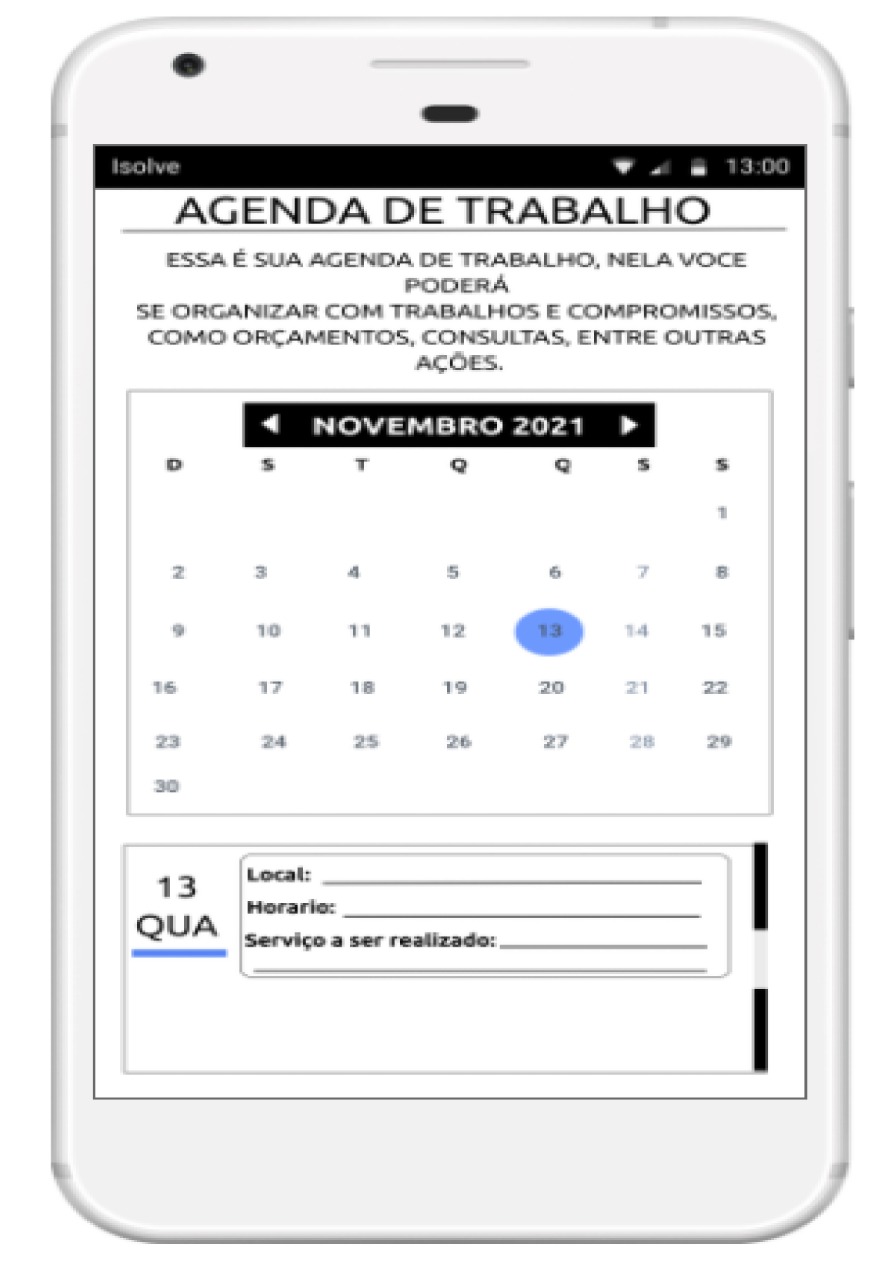 Isolve 13:00
AGENDA DE TRABALHO
ESSA É SUA AGENDA DE TRABALHO, NELA VOCE
PODERÁ
SE ORGANIZAR COM TRABALHOS E COMPROMISSOS,
COMO ORÇAMENTOS, CONSULTAS, ENTRE OUTRAS
AÇÕES.
NOVEMBRO 2021
D S T Q Q S S
1
2 3 4 5 6 7 8
9 10 11 12 13 14 15
16 17 18 19 20 21 22
23 24 25 26 27 28 29
30
13
QUA
Local:
Horario:
Serviço a ser realizado: